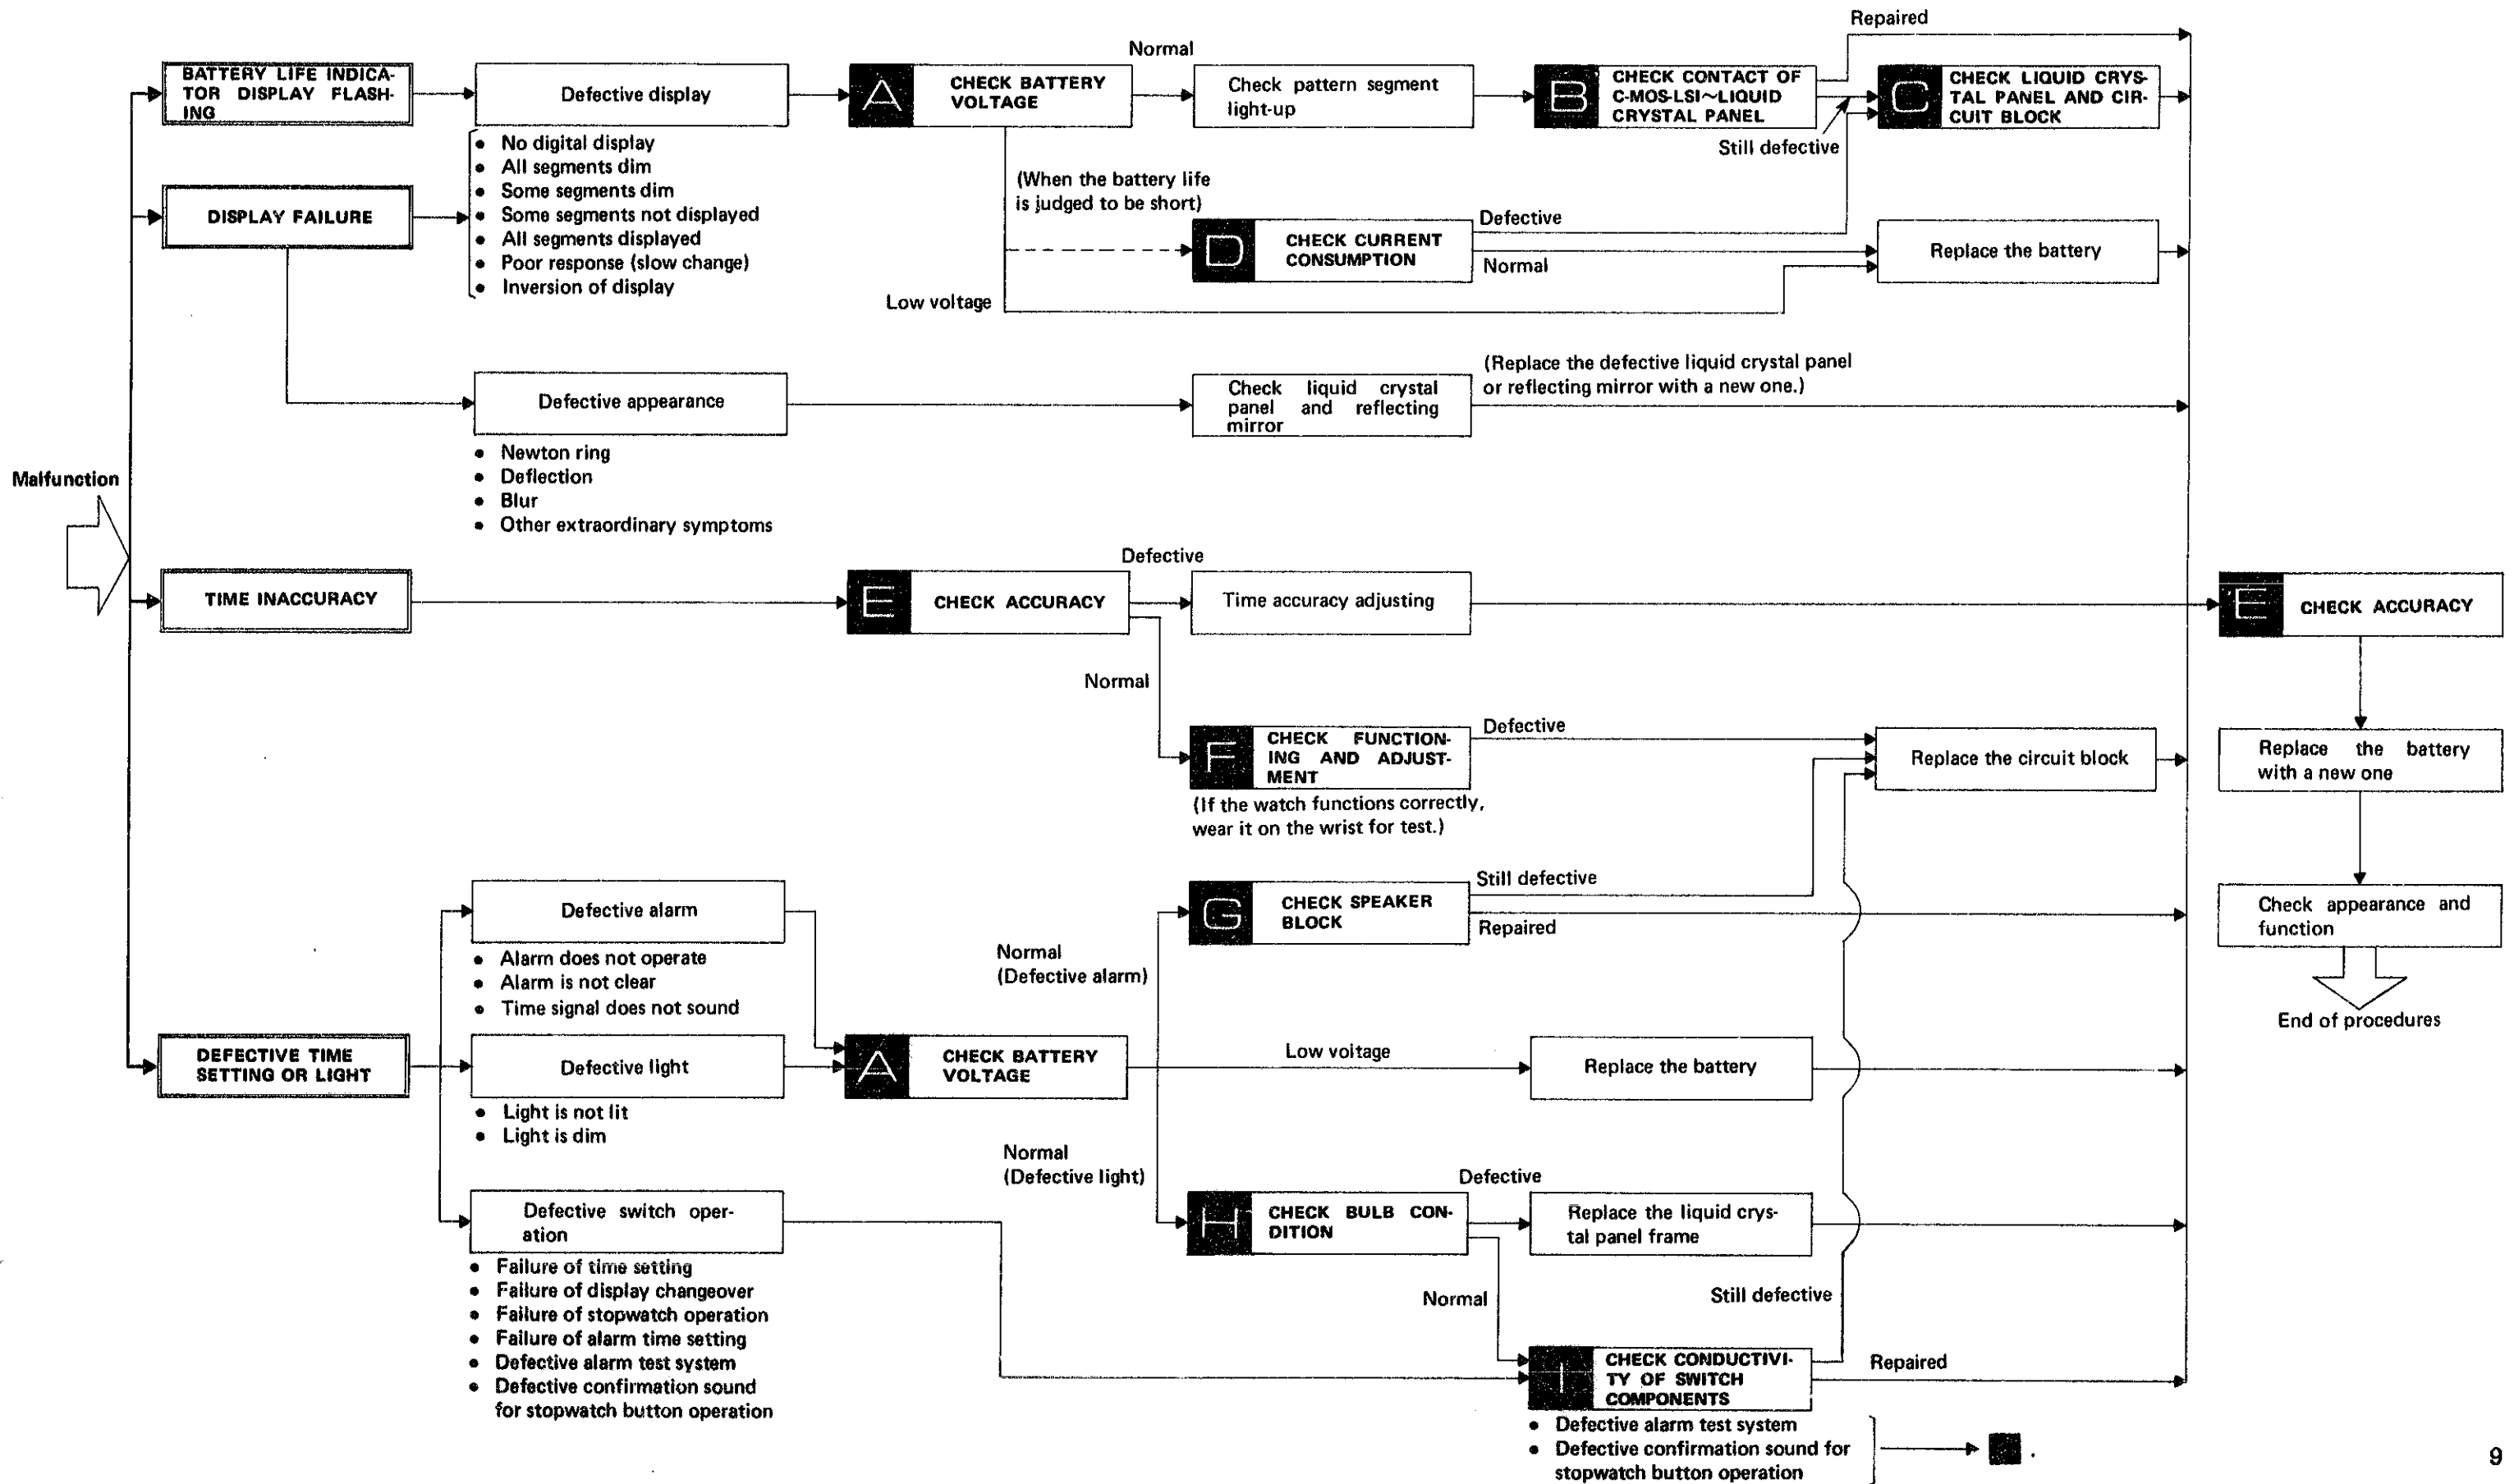 Malfunction
BATTERY LIFE INDICA-
TOR DISPLAY FLASH-
ING
Defective display
• No digital display
• All segments dim
• Some segments dim
• Some segments not displayed
• All segments displayed
• Poor response (slow change)
• Inversion of display
A
CHECK BATTERY
VOLTAGE
Normal
Check pattern segment
light-up
B
CHECK CONTACT OF
C-MOS-LSI~LIQUID
CRYSTAL PANEL
Repaired
Still defective
C
CHECK LIQUID CRYS-
TAL PANEL AND CIR-
CUIT BLOCK
DISPLAY FAILURE
(When the battery life
is judged to be short)
D
CHECK CURRENT
CONSUMPTION
Defective
Normal
Replace the battery
Low voltage
Defective appearance
• Newton ring
• Deflection
• Blur
• Other extraordinary symptoms
Check liquid crystal
panel and reflecting
mirror
(Replace the defective liquid crystal panel
or reflecting mirror with a new one.)
TIME INACCURACY
E
CHECK ACCURACY
Defective
Time accuracy adjusting
Normal
F
CHECK FUNCTION-
ING AND ADJUST-
MENT
(If the watch functions correctly,
wear it on the wrist for test.)
Defective
Replace the circuit block
E
CHECK ACCURACY
Replace the battery
with a new one
Check appearance and
function
End of procedures
DEFECTIVE TIME
SETTING OR LIGHT
Defective alarm
• Alarm does not operate
• Alarm is not clear
• Time signal does not sound
Defective light
• Light is not lit
• Light is dim
Defective switch oper-
ation
• Failure of time setting
• Failure of display changeover
• Failure of stopwatch operation
• Failure of alarm time setting
• Defective alarm test system
• Defective confirmation sound
for stopwatch button operation
A
CHECK BATTERY
VOLTAGE
Normal
(Defective alarm)
G
CHECK SPEAKER
BLOCK
Still defective
Repaired
Low voltage
Replace the battery
Normal
(Defective light)
H
CHECK BULB CON-
DITION
Defective
Replace the liquid crys-
tal panel frame
Normal
Still defective
I
CHECK CONDUCTIVI-
TY OF SWITCH
COMPONENTS
Repaired
• Defective alarm test system
• Defective confirmation sound for
stopwatch button operation
9